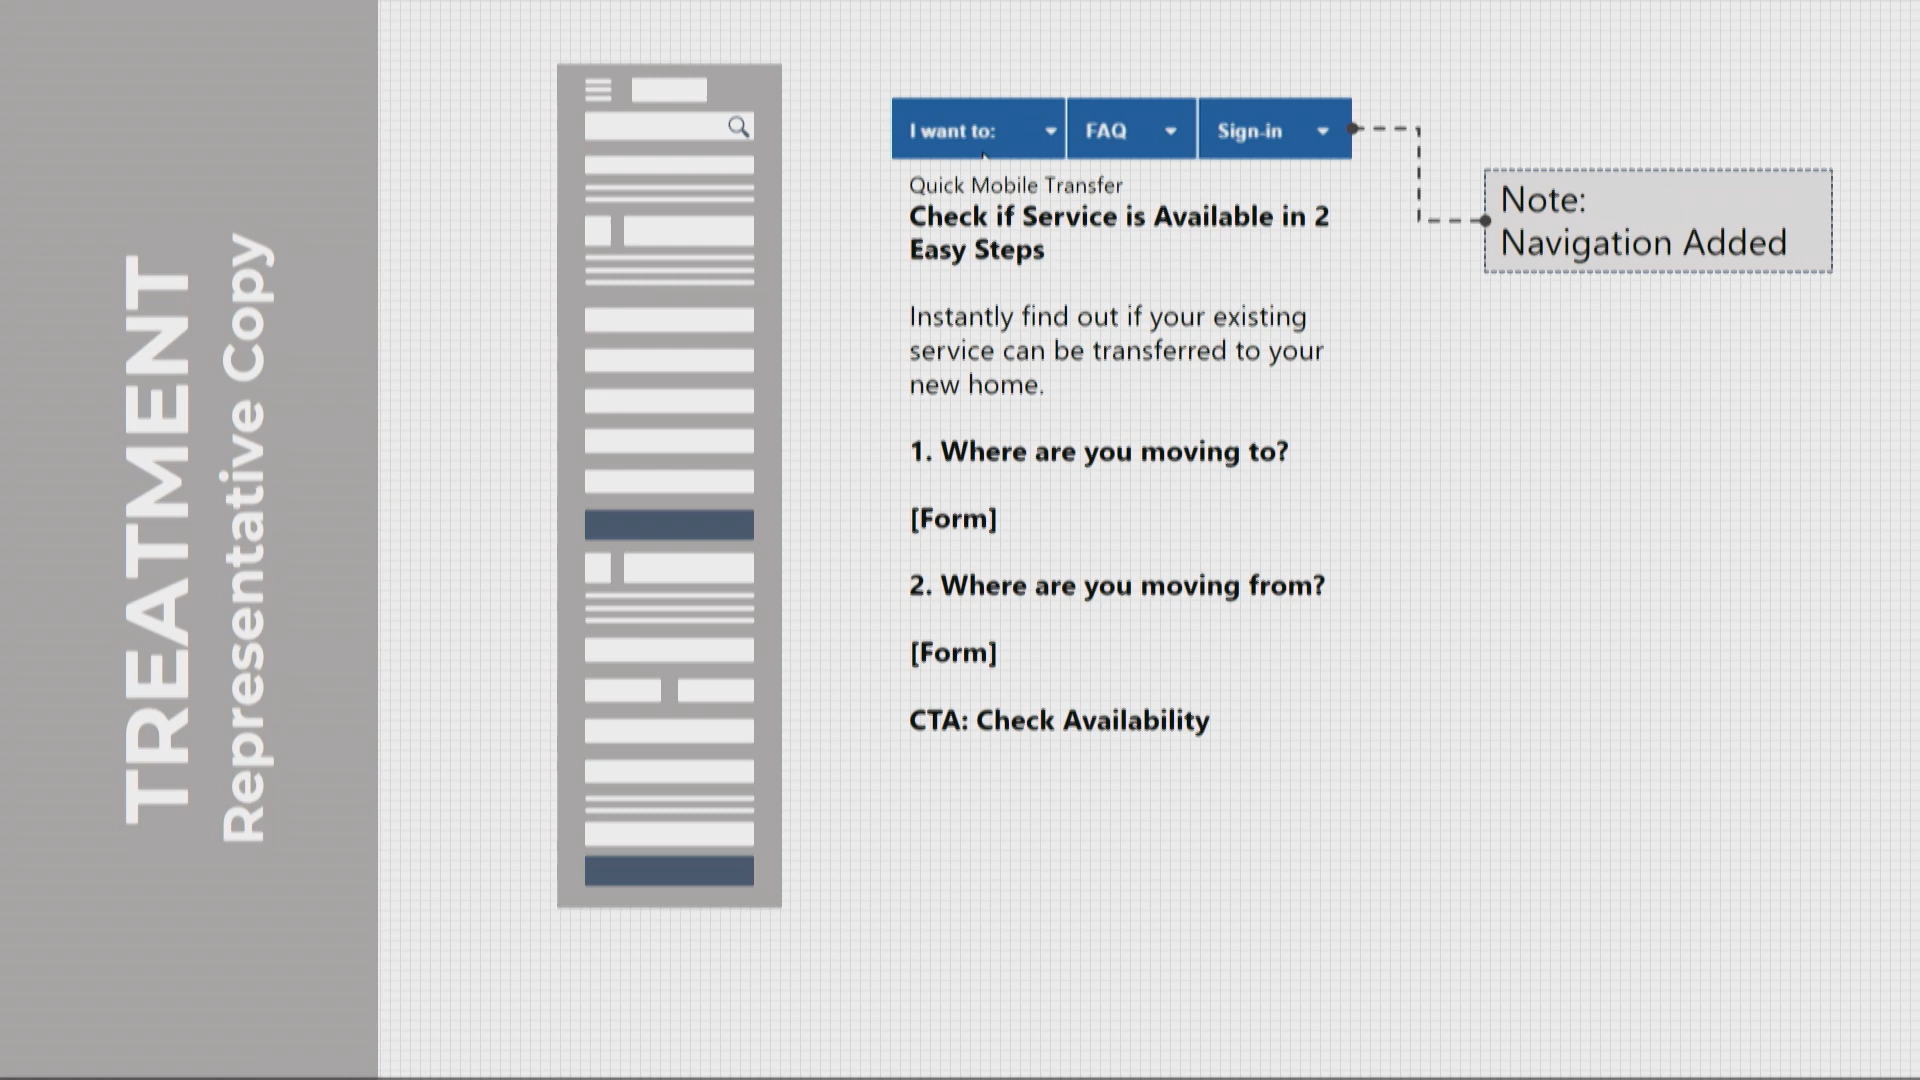 TREATMENT
Representative Copy
I want to:
FAQ
Sign-in
Quick Mobile Transfer
Check if Service is Available in 2
Easy Steps
Instantly find out if your existing
service can be transferred to your
new home.
1. Where are you moving to?
[Form]
2. Where are you moving from?
[Form]
CTA: Check Availability
Note:
Navigation Added